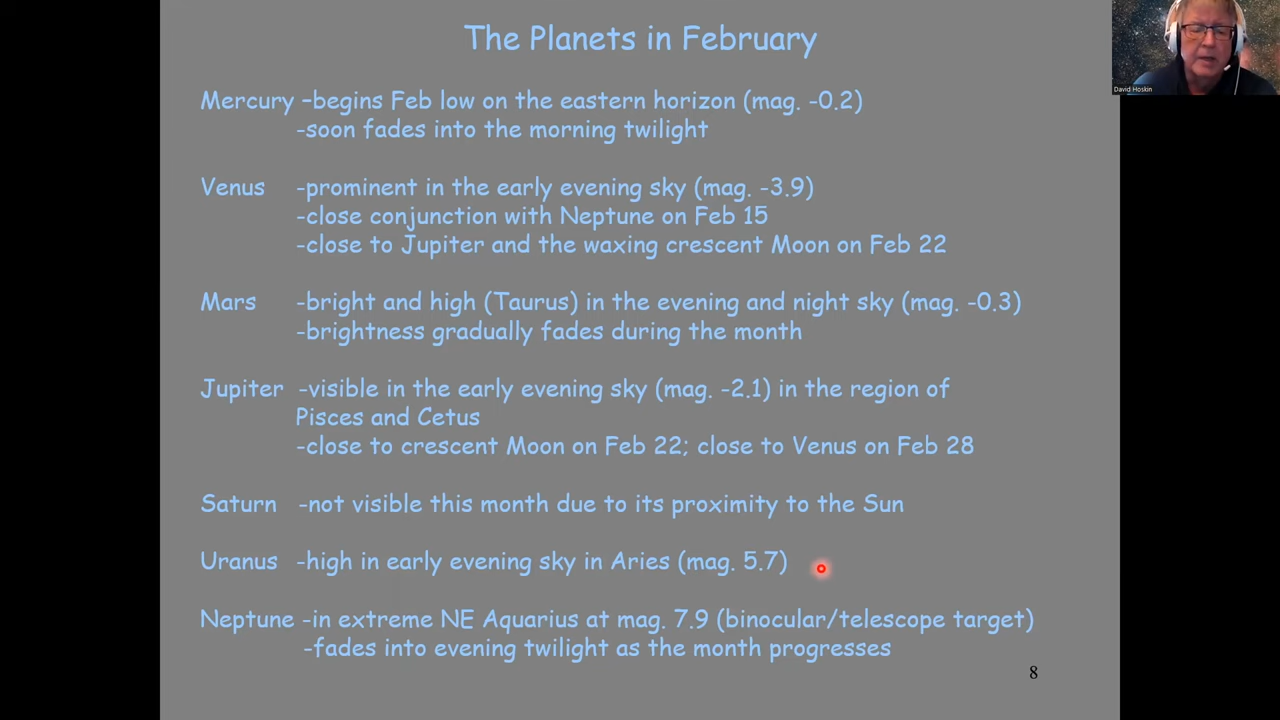 The Planets in February
David Hoskin
Mercury –begins Feb low on the eastern horizon (mag. -0.2)
-soon fades into the morning twilight
Venus -prominent in the early evening sky (mag. -3.9)
-close conjunction with Neptune on Feb 15
-close to Jupiter and the waxing crescent Moon on Feb 22
Mars -bright and high (Taurus) in the evening and night sky (mag. -0.3)
-brightness gradually fades during the month
Jupiter -visible in the early evening sky (mag. -2.1) in the region of
Pisces and Cetus
-close to crescent Moon on Feb 22; close to Venus on Feb 28
Saturn -not visible this month due to its proximity to the Sun
Uranus -high in early evening sky in Aries (mag. 5.7)
Neptune -in extreme NE Aquarius at mag. 7.9 (binocular/telescope target)
-fades into evening twilight as the month progresses
8